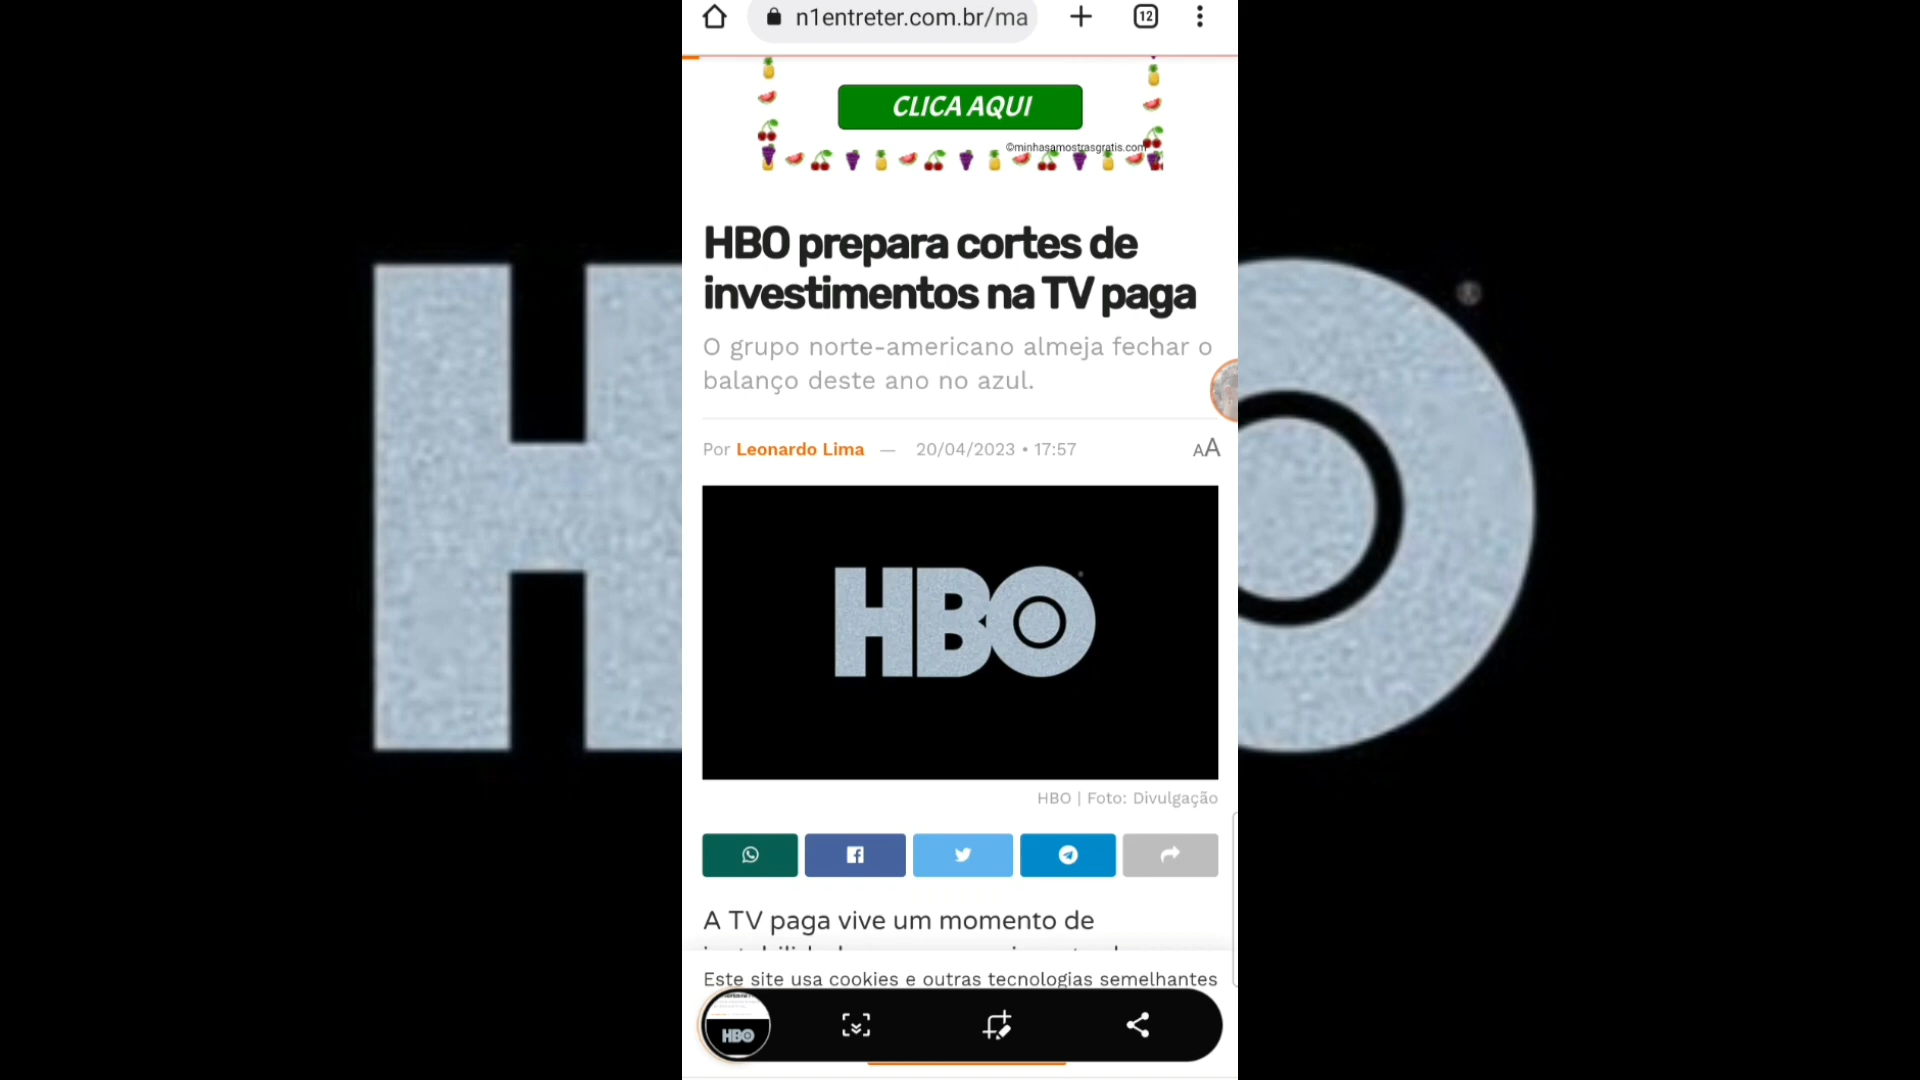 n1entreter.com.br/ma
12
CLICA AQUI
©minhasamostrasgratis.com
HBO prepara cortes de
investimentos na TV paga
O grupo norte-americano almeja fechar o
balanço deste ano no azul.
Por Leonardo Lima — 20/04/2023 • 17:57
AA
HBO
HBO | Foto: Divulgação
A TV paga vive um momento de
Este site usa cookies e outras tecnologias semelhantes
HBO